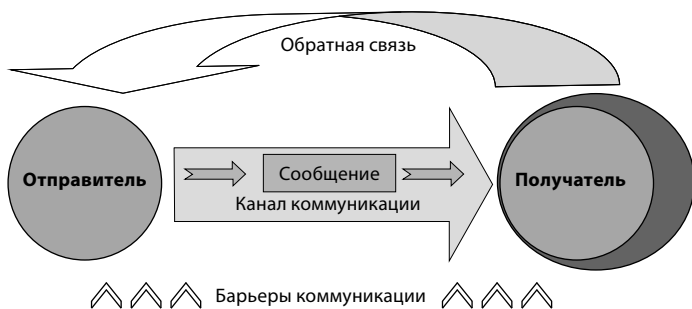 Обратная связь
Отправитель
Сообщение
Получатель
Канал коммуникации
Барьеры коммуникации